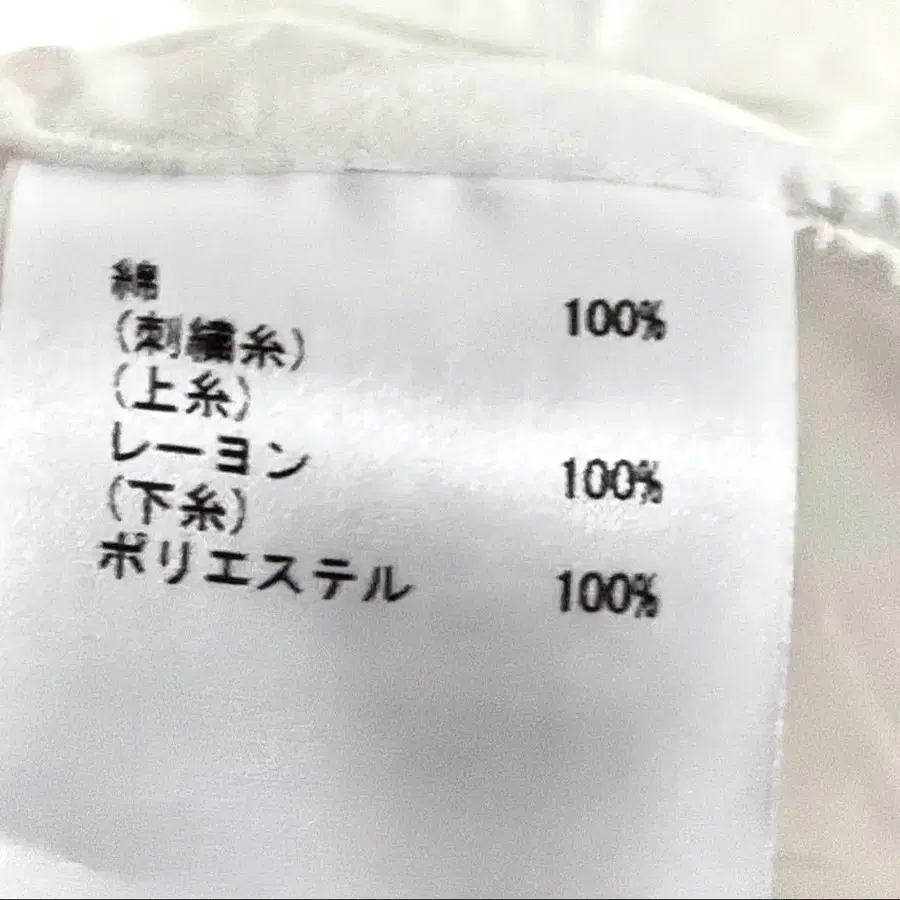 綿 100%
(刺繍糸)
(上糸)
レーヨン 100%
(下糸)
ポリエステル 100%